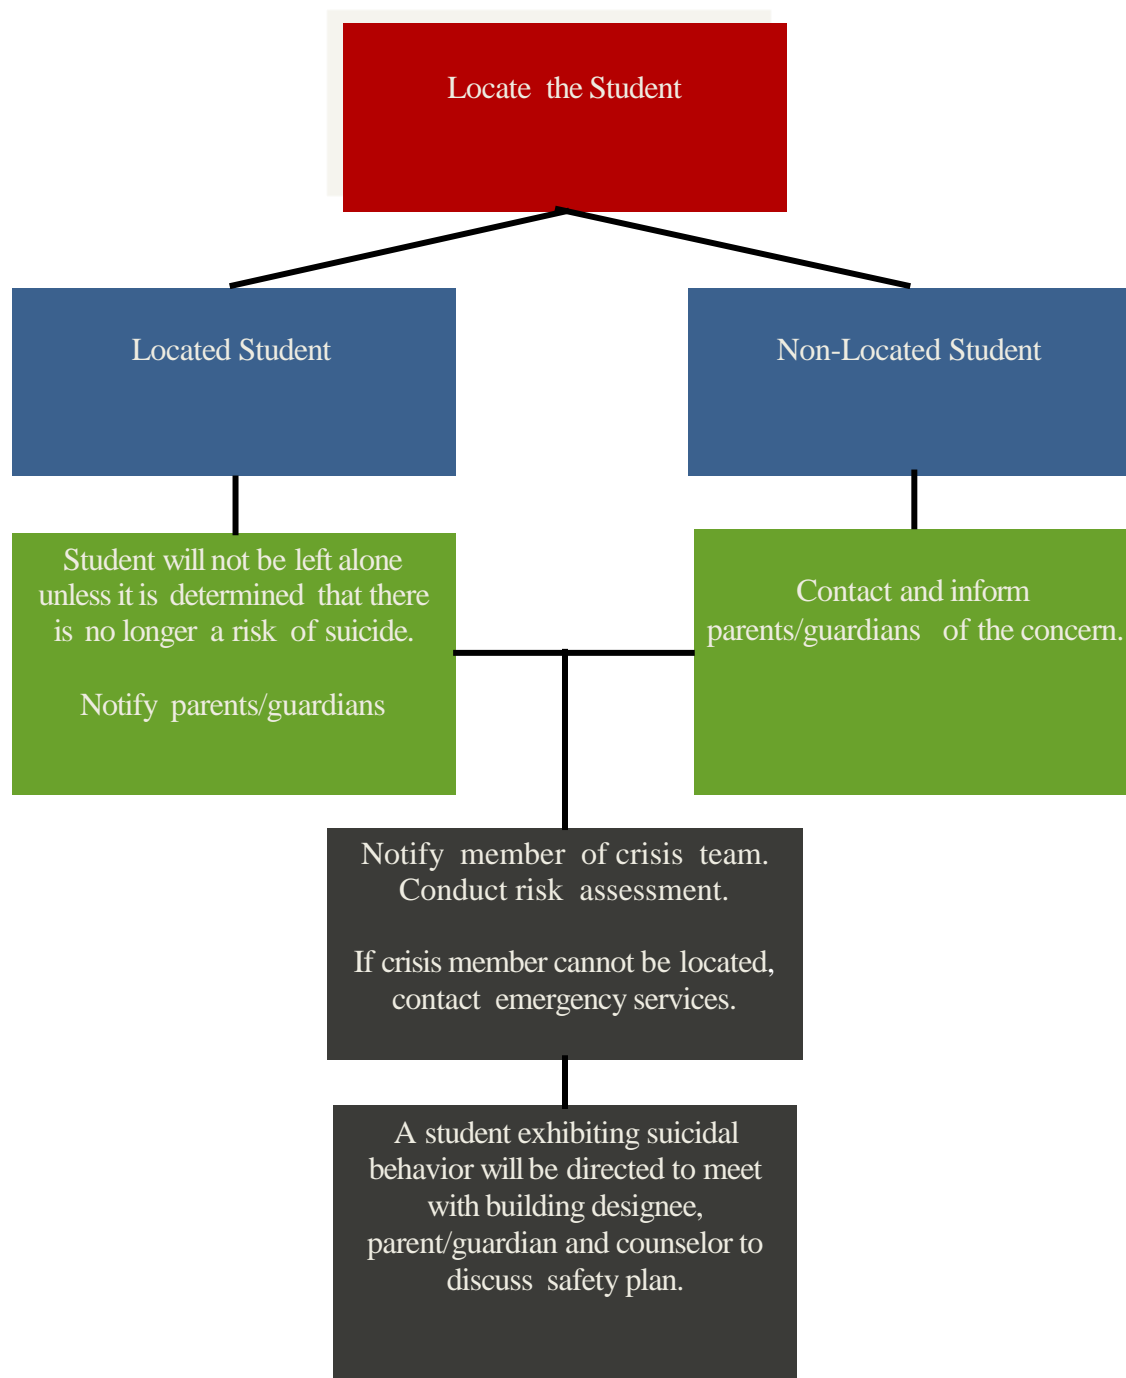 Locate the Student
Located Student
Non-Located Student
Student will not be left alone
unless it is determined that there
is no longer a risk of suicide.
Notify parents/guardians
Contact and inform
parents/guardians of the concern.
Notify member of crisis team.
Conduct risk assessment.
If crisis member cannot be located,
contact emergency services.
A student exhibiting suicidal
behavior will be directed to meet
with building designee,
parent/guardian and counselor to
discuss safety plan.